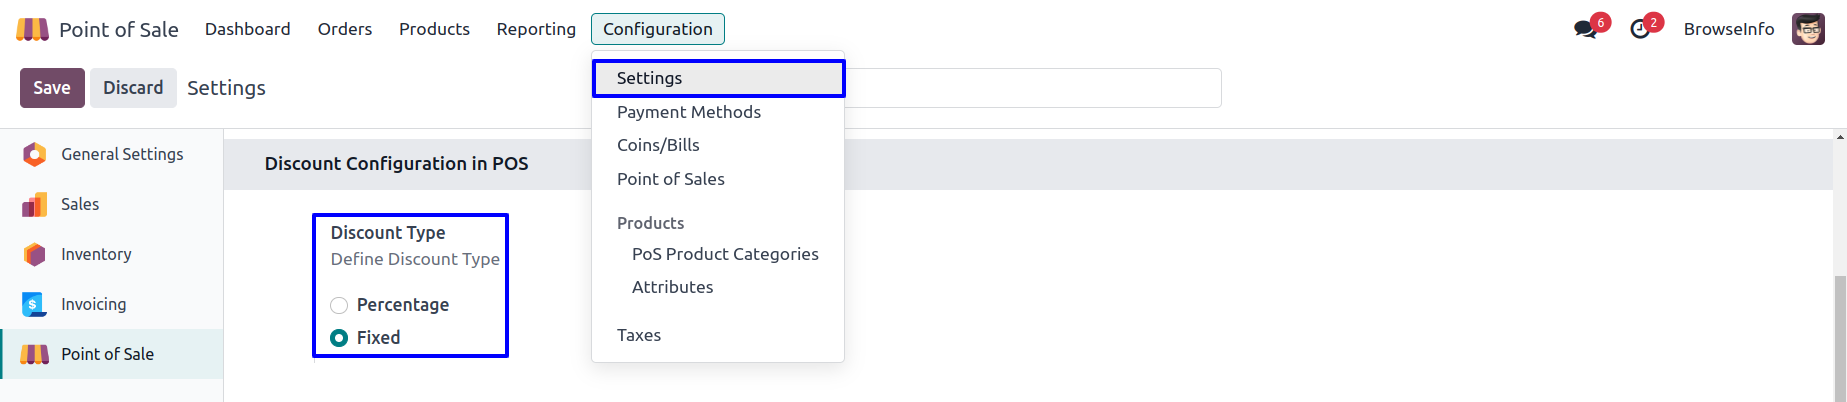 Point of Sale Dashboard Orders Products Reporting Configuration 6 2 BrowseInfo
Save Discard Settings
Settings
Payment Methods
Coins/Bills
Point of Sales
Products
PoS Product Categories
Attributes
Taxes
General Settings
Sales
Inventory
$ Invoicing
Point of Sale
Discount Configuration in POS
Discount Type
Define Discount Type
Percentage
Fixed